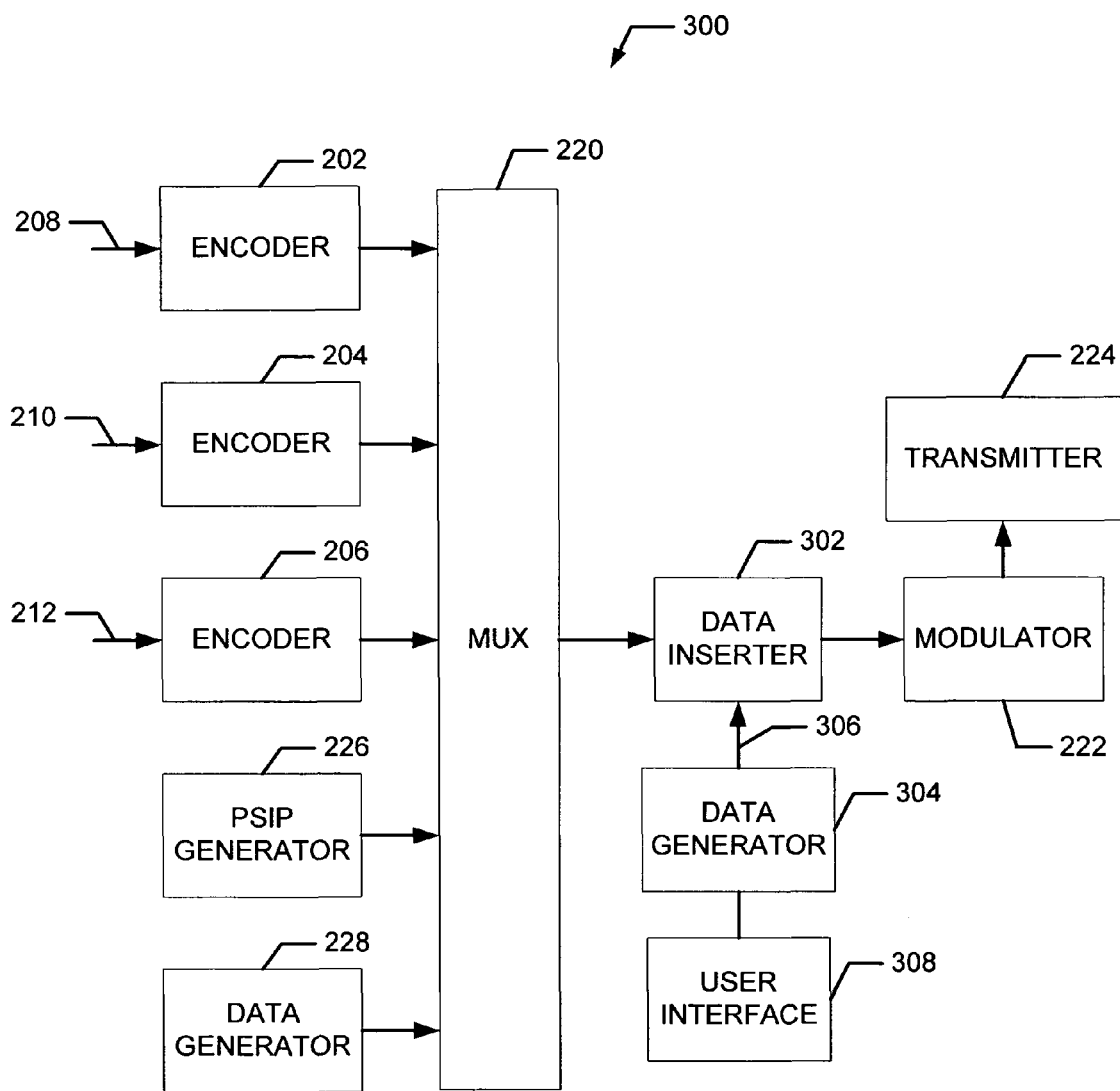 300
202
220
208
ENCODER
204
224
210
ENCODER
TRANSMITTER
206
302
212
ENCODER
MUX
DATA
INSERTER
MODULATOR
226
306
222
PSIP
GENERATOR
304
DATA
GENERATOR
228
308
DATA
GENERATOR
USER
INTERFACE